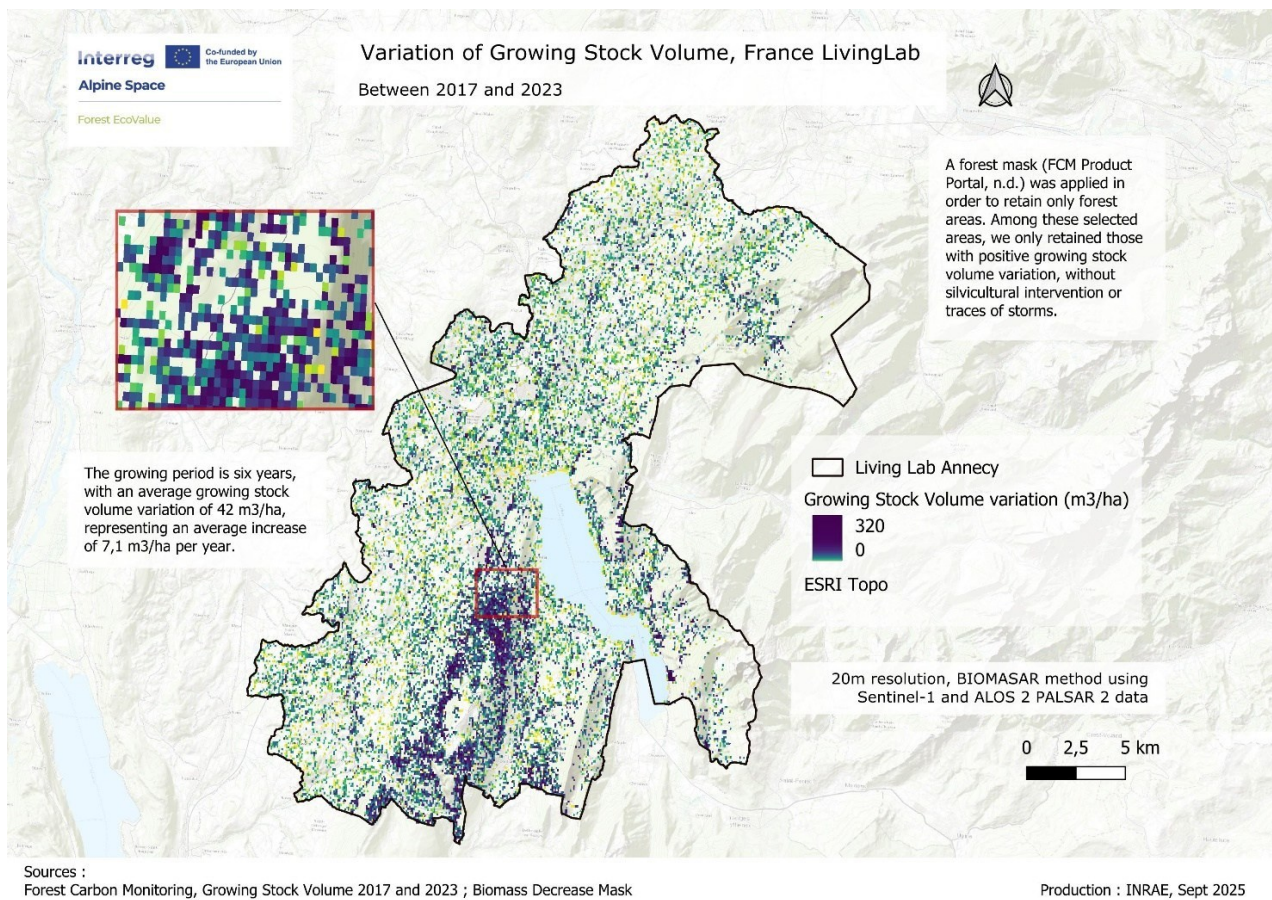 Interreg
Co-funded by
the European Union
Alpine Space
Forest EcoValue
Variation of Growing Stock Volume, France LivingLab
Between 2017 and 2023
A forest mask (FCM Product
Portal, n.d.) was applied in
order to retain only forest
areas. Among these selected
areas, we only retained those
with positive growing stock
volume variation, without
silvicultural intervention or
traces of storms.
The growing period is six years,
with an average growing stock
volume variation of 42 m3/ha,
representing an average increase
of 7,1 m3/ha per year.
Living Lab Annecy
Growing Stock Volume variation (m3/ha)
320
0
ESRI Topo
20m resolution, BIOMASAR method using
Sentinel-1 and ALOS 2 PALSAR 2 data
0 2,5 5 km
Sources :
Forest Carbon Monitoring, Growing Stock Volume 2017 and 2023 ; Biomass Decrease Mask
Production : INRAE, Sept 2025